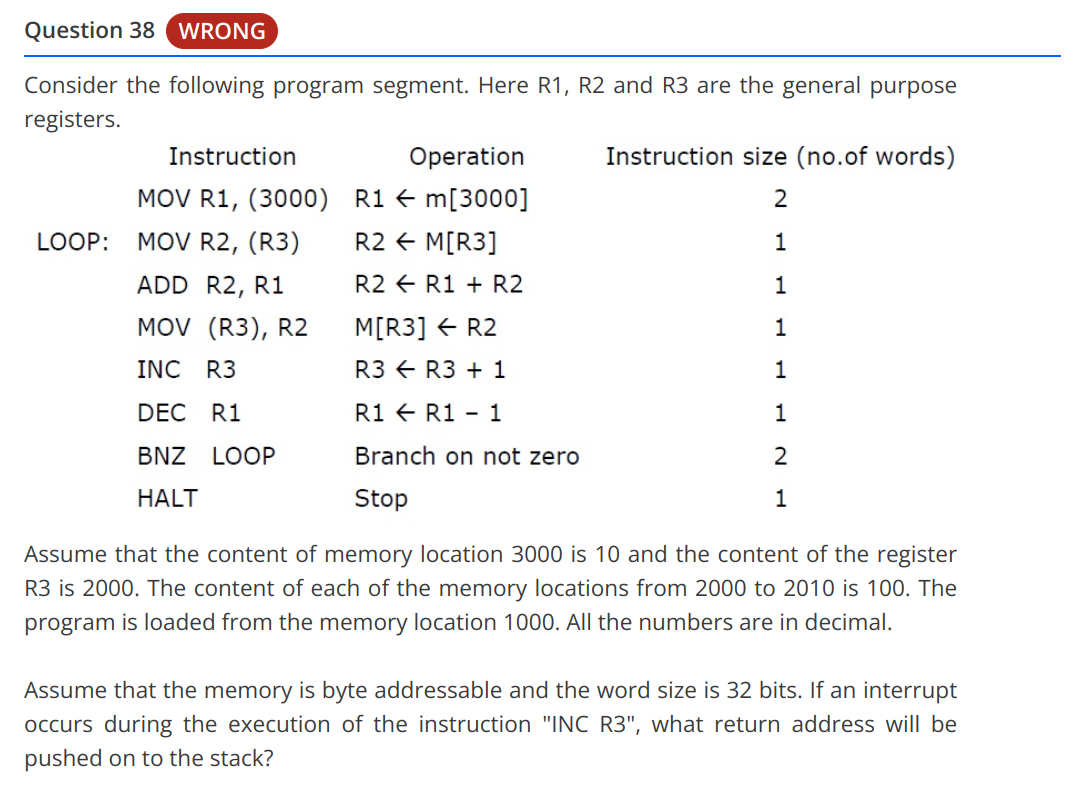 Question 38 WRONG
Consider the following program segment. Here R1, R2 and R3 are the general purpose
registers.
Instruction Operation Instruction size (no.of words)
MOV R1, (3000) R1 ← m[3000] 2
LOOP: MOV R2, (R3) R2 ← M[R3] 1
ADD R2, R1 R2 ← R1 + R2 1
MOV (R3), R2 M[R3] ← R2 1
INC R3 R3 ← R3 + 1 1
DEC R1 R1 ← R1 – 1 1
BNZ LOOP Branch on not zero 2
HALT Stop 1
Assume that the content of memory location 3000 is 10 and the content of the register
R3 is 2000. The content of each of the memory locations from 2000 to 2010 is 100. The
program is loaded from the memory location 1000. All the numbers are in decimal.
Assume that the memory is byte addressable and the word size is 32 bits. If an interrupt
occurs during the execution of the instruction "INC R3", what return address will be
pushed on to the stack?